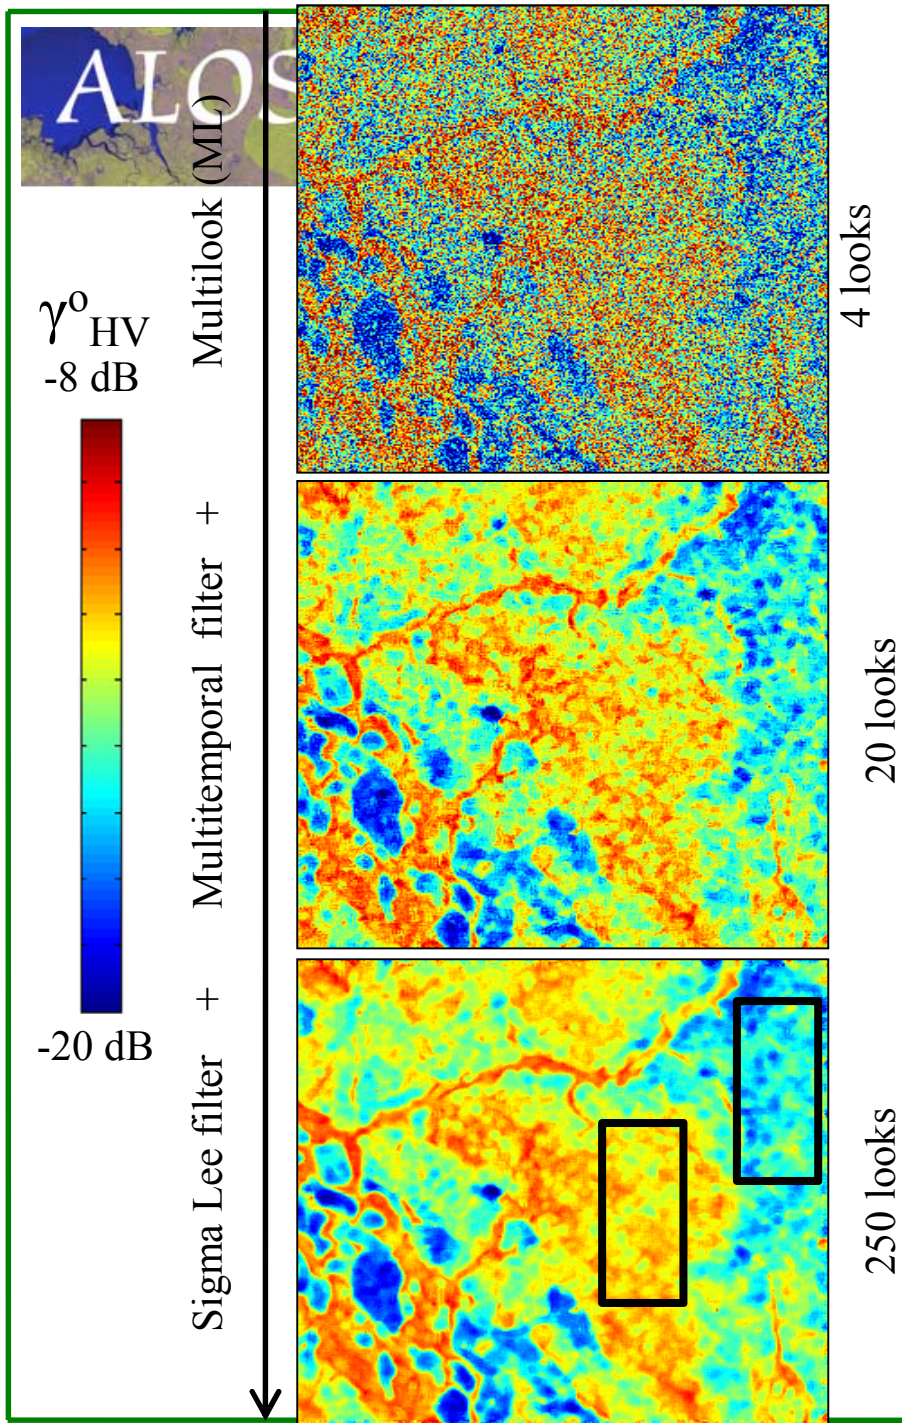 ALOS
γ°HV
-8 dB
-20 dB
Multilook (ML)
+
Multitemporal filter
+
Sigma Lee filter
4 looks
20 looks
250 looks